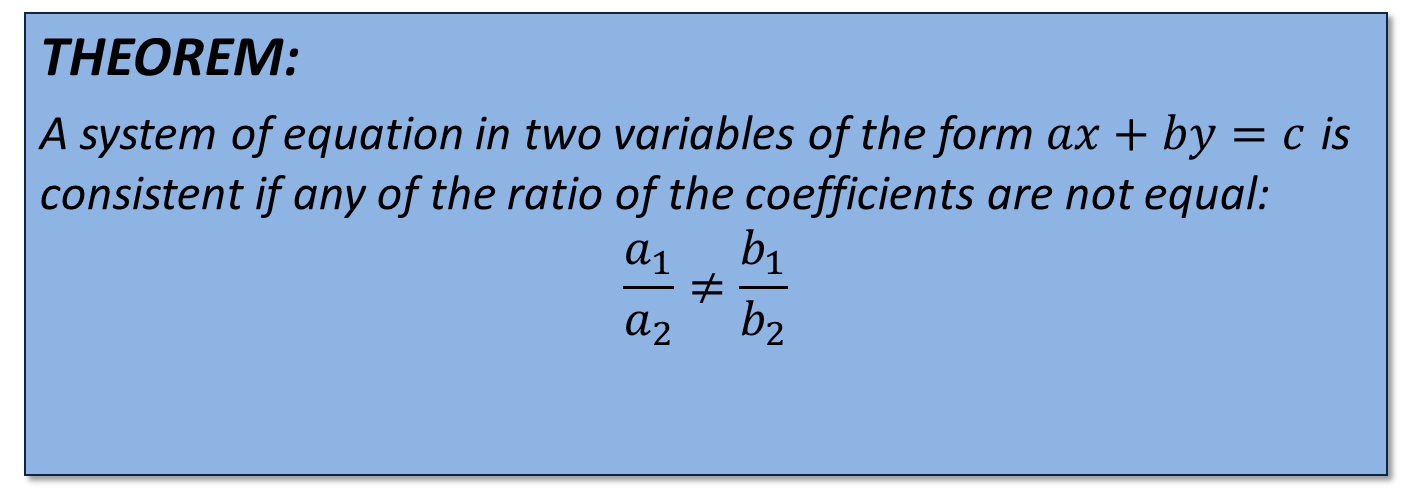 THEOREM:
A system of equation in two variables of the form 𝑎𝑥 + 𝑏𝑦 = 𝑐 is
consistent if any of the ratio of the coefficients are not equal:
𝑎₁/𝑎₂ ≠ 𝑏₁/𝑏₂